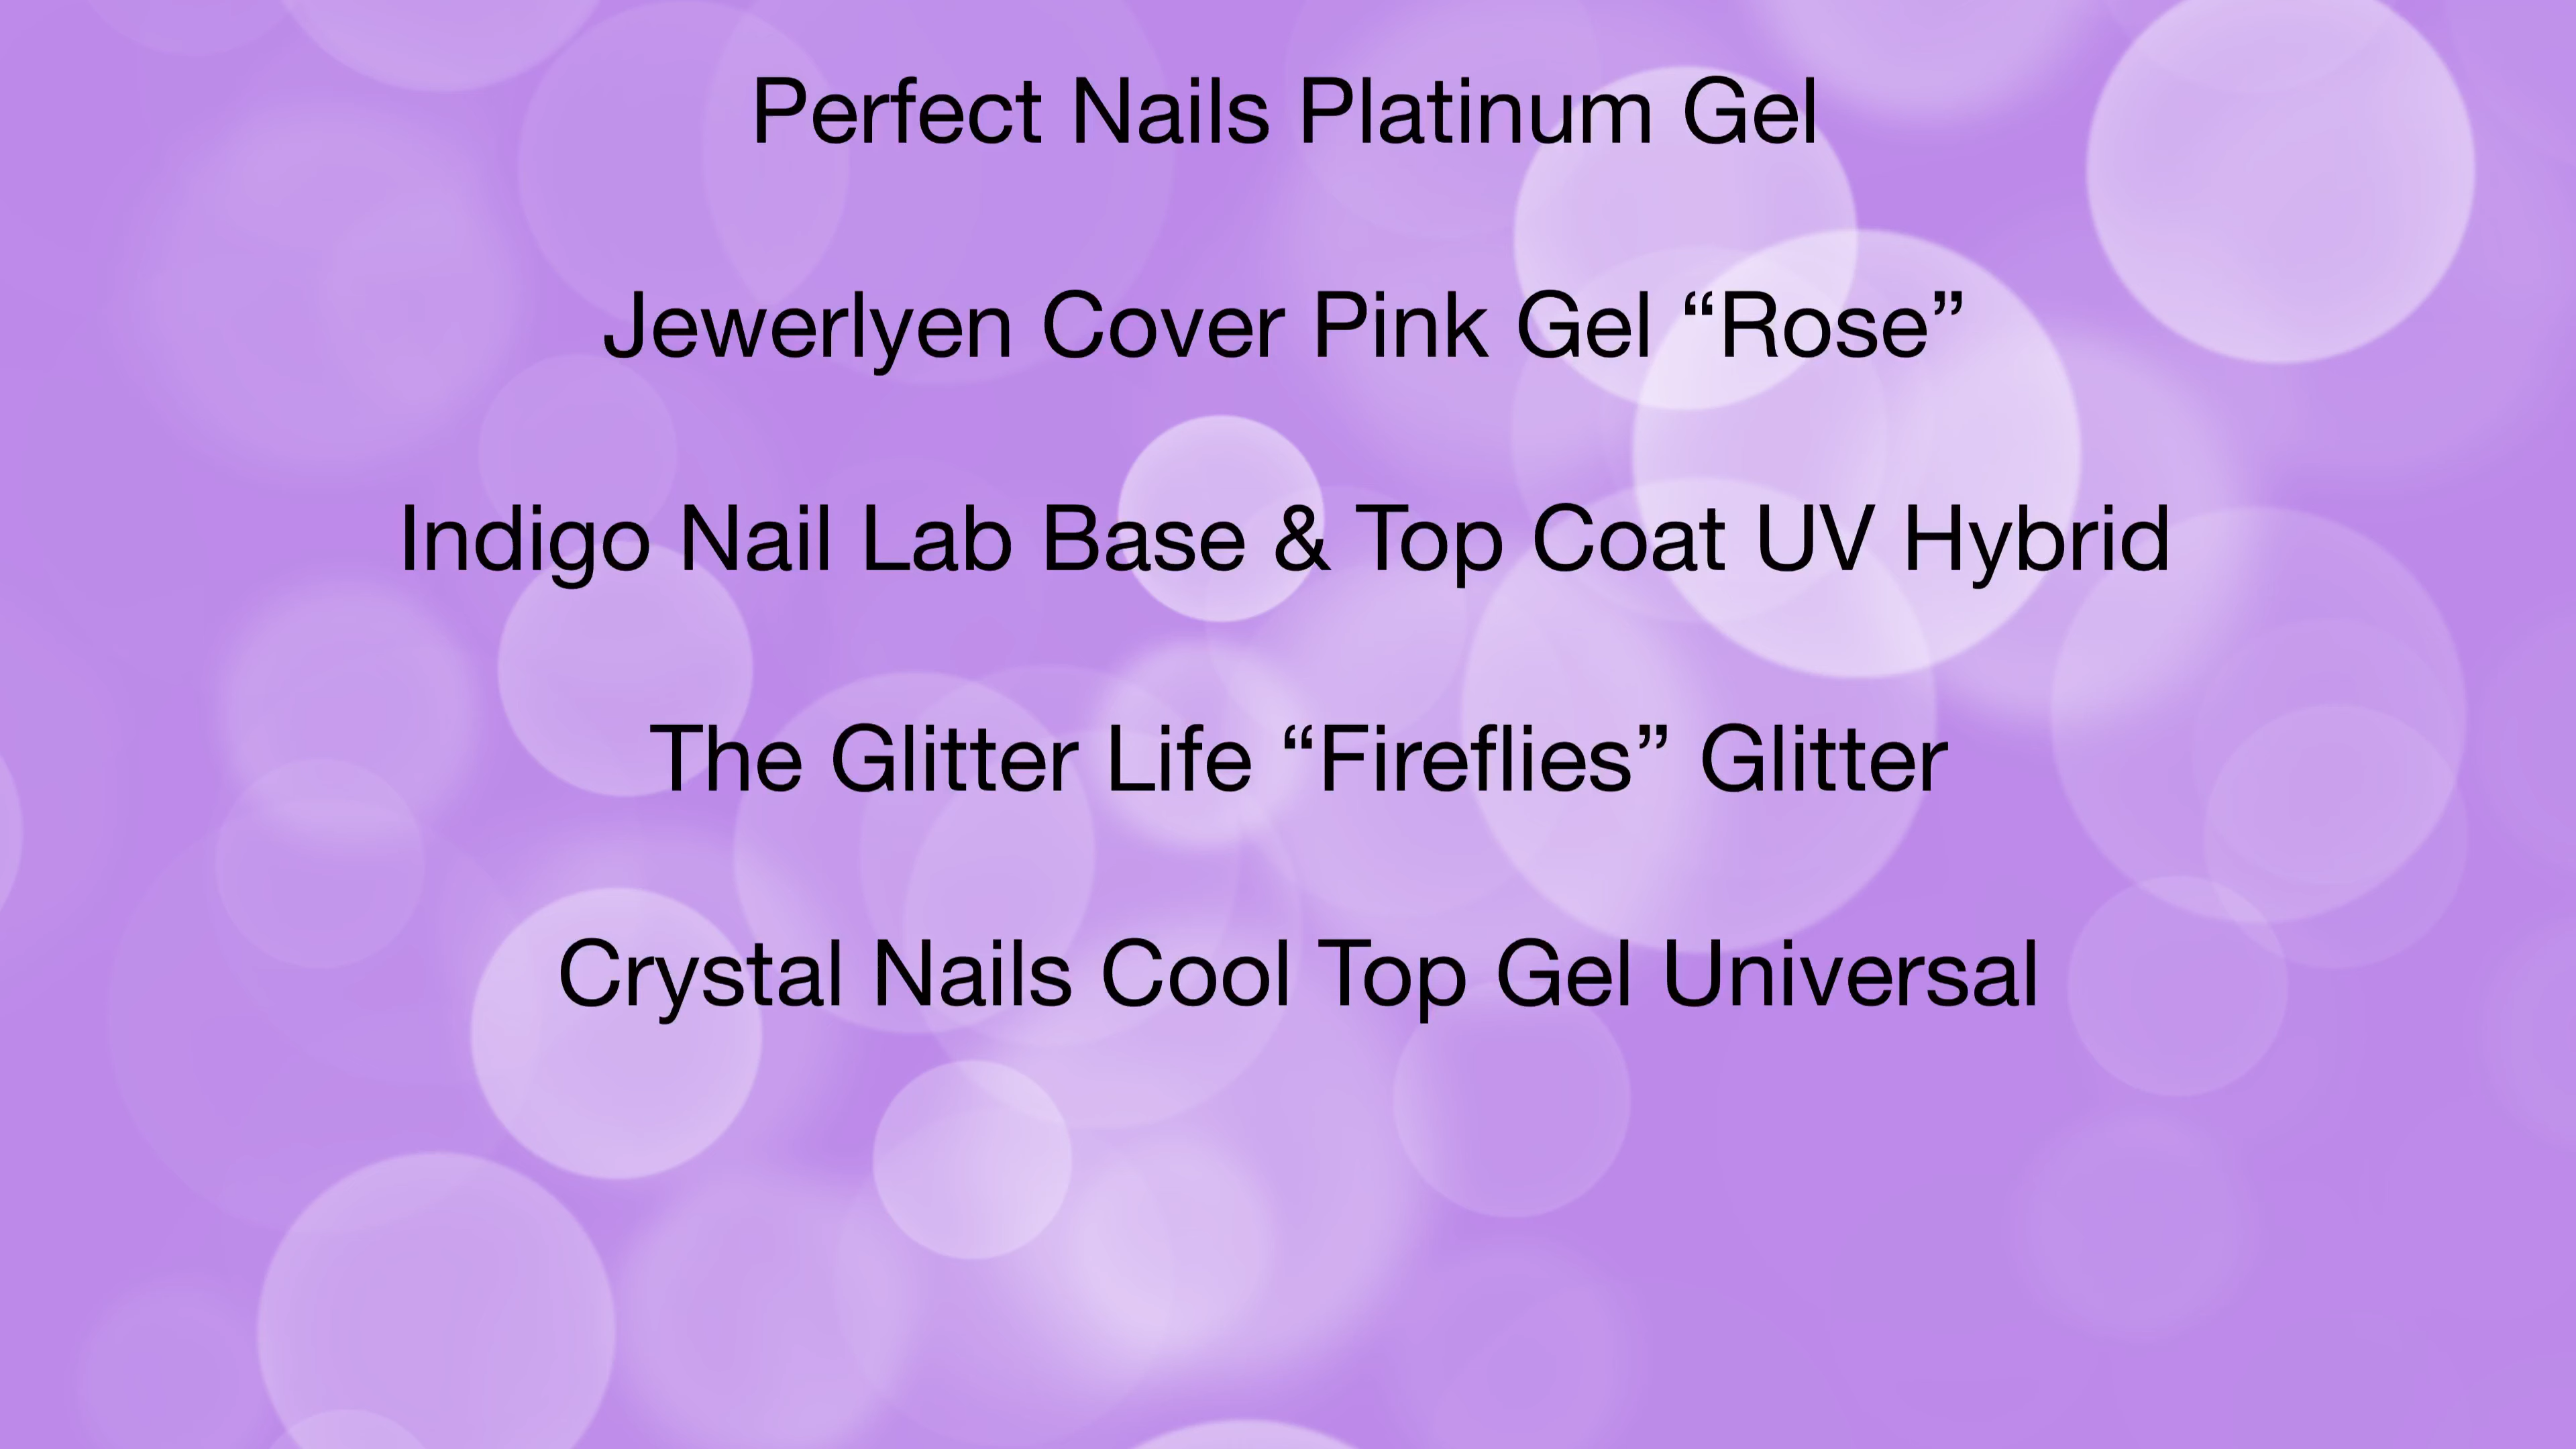 Perfect Nails Platinum Gel
Jewerlyen Cover Pink Gel “Rose”
Indigo Nail Lab Base & Top Coat UV Hybrid
The Glitter Life “Fireflies” Glitter
Crystal Nails Cool Top Gel Universal